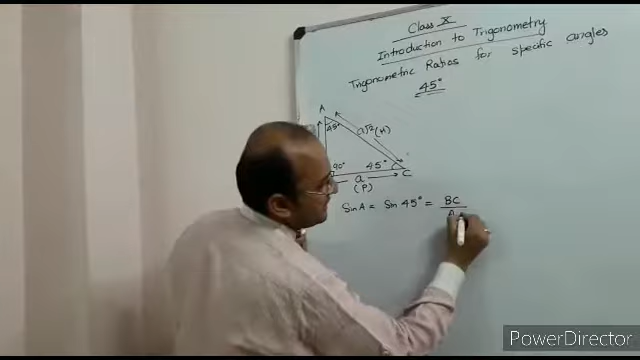 Class X
Introduction to Trigonometry
Trigonometric Ratios for specific angles
45°
A
45°
a√2 (H)
90°
45°
a
C
(P)
Sin A = Sin 45° = BC
A
PowerDirector